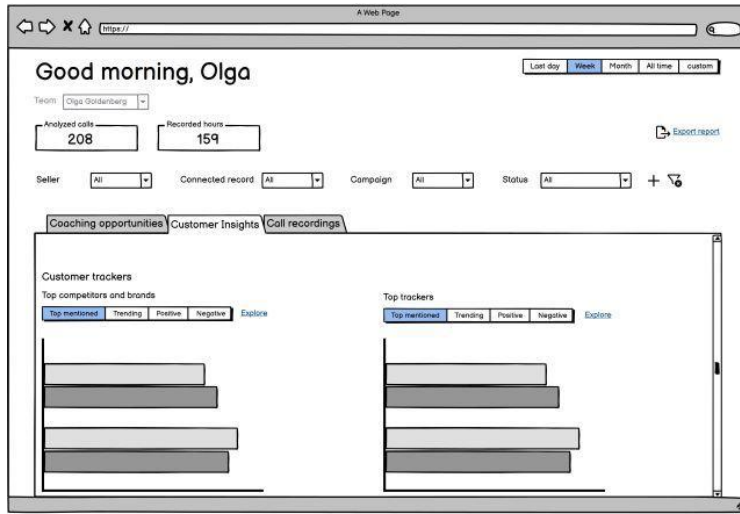 A Web Page
https://
Good morning, Olga
Last day Week Month All time custom
Team Olga Goldenberg
Analyzed calls
208
Recorded hours
159
Export report
Seller All Connected record All Campaign All Status All
Coaching opportunities Customer Insights Call recordings
Customer trackers
Top competitors and brands
Top mentioned Trending Positive Negative Explore
Top trackers
Top mentioned Trending Positive Negative Explore